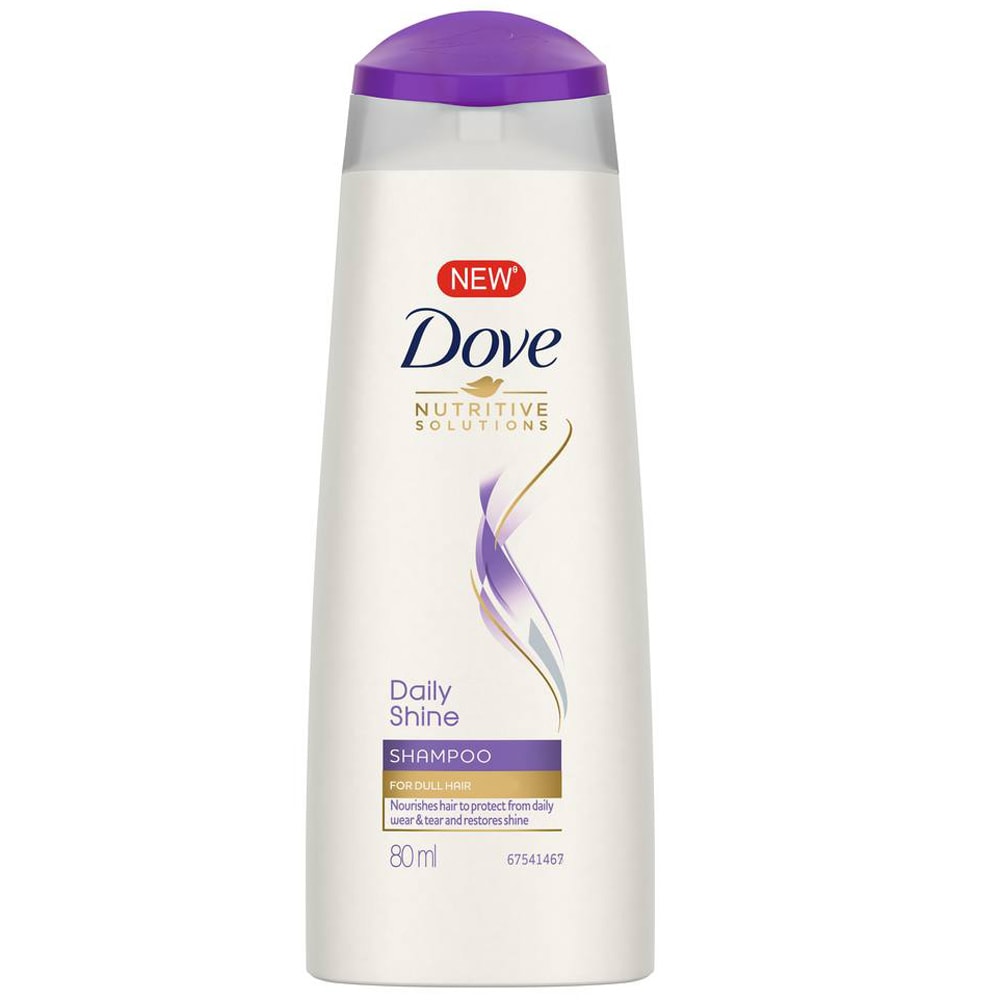 NEW
Dove
NUTRITIVE
SOLUTIONS
Daily
Shine
SHAMPOO
FOR DULL HAIR
Nourishes hair to protect from daily
wear & tear and restores shine
80 ml
67541467